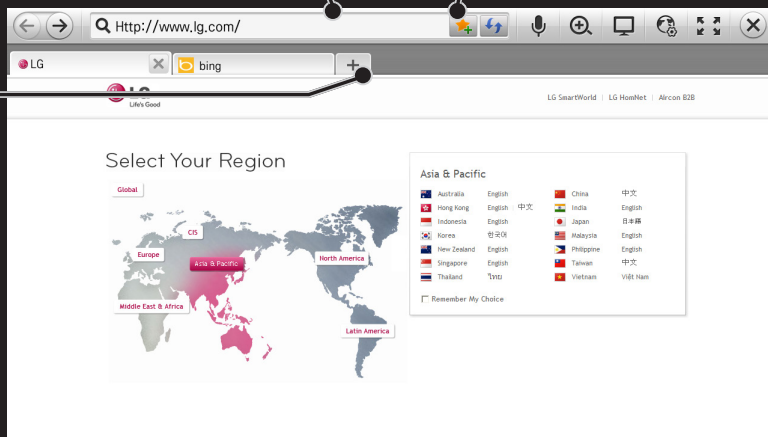 Http://www.lg.com/
LG
bing
LG
Life's Good
LG SmartWorld | LG HomNet | Aircon B2B
Select Your Region
Global
CIS
Europe
Asia & Pacific
North America
Middle East & Africa
Latin America
Asia & Pacific
Australia English China 中文
Hong Kong English | 中文 India English
Indonesia English Japan 日本語
Korea 한국어 Malaysia English
New Zealand English Philippine English
Singapore English Taiwan 中文
Thailand ไทย Vietnam Việt Nam
Remember My Choice